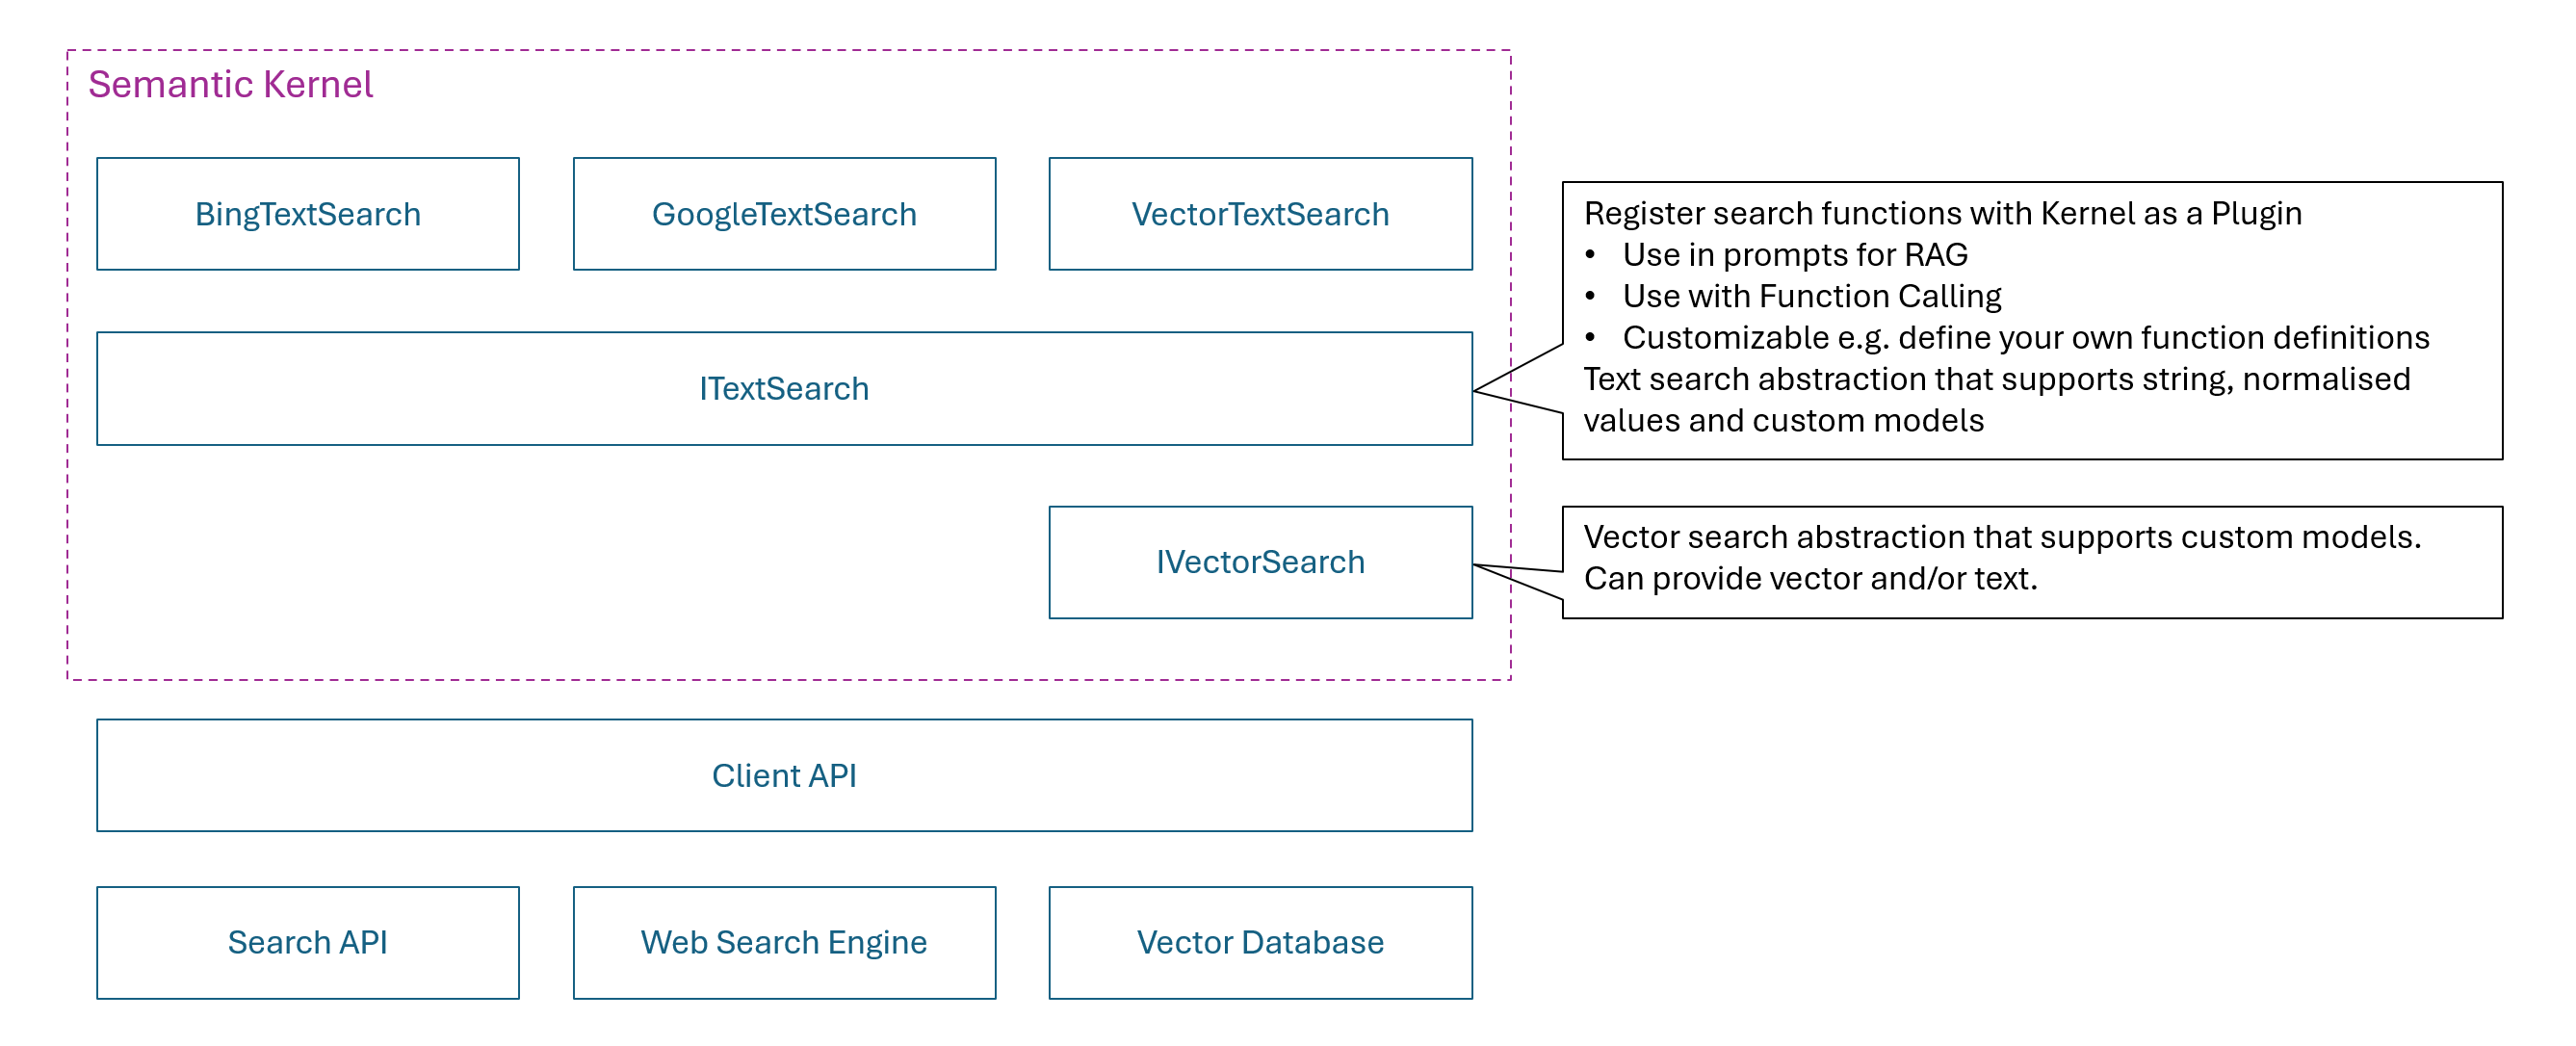 Semantic Kernel
BingTextSearch
GoogleTextSearch
VectorTextSearch
Register search functions with Kernel as a Plugin
• Use in prompts for RAG
• Use with Function Calling
• Customizable e.g. define your own function definitions
Text search abstraction that supports string, normalised
values and custom models
ITextSearch
IVectorSearch
Vector search abstraction that supports custom models.
Can provide vector and/or text.
Client API
Search API
Web Search Engine
Vector Database